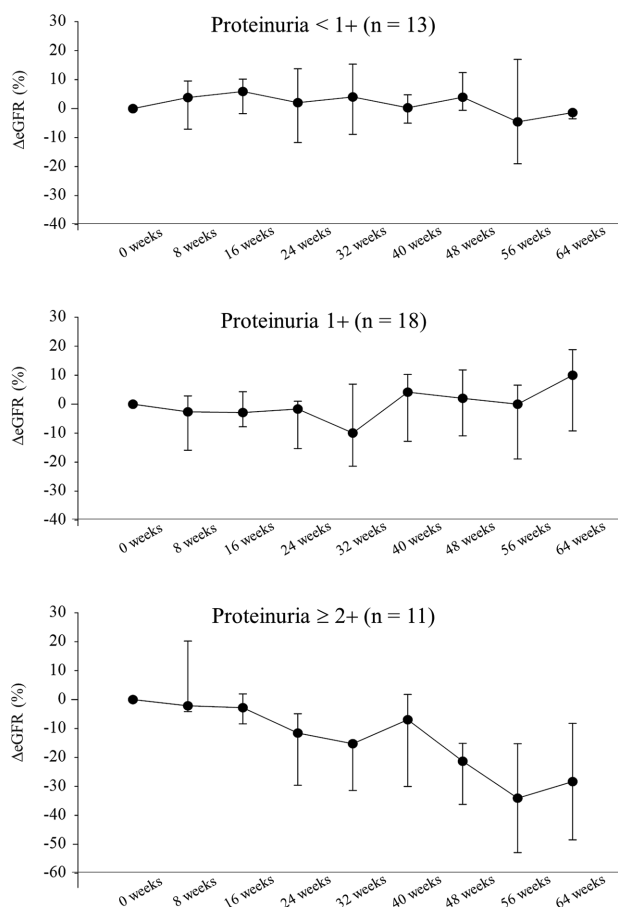 Proteinuria < 1+ (n = 13)
ΔeGFR (%)
30
20
10
0
-10
-20
-30
-40
0 weeks
8 weeks
16 weeks
24 weeks
32 weeks
40 weeks
48 weeks
56 weeks
64 weeks
Proteinuria 1+ (n = 18)
ΔeGFR (%)
30
20
10
0
-10
-20
-30
-40
0 weeks
8 weeks
16 weeks
24 weeks
32 weeks
40 weeks
48 weeks
56 weeks
64 weeks
Proteinuria ≥ 2+ (n = 11)
ΔeGFR (%)
30
20
10
0
-10
-20
-30
-40
-50
-60
0 weeks
8 weeks
16 weeks
24 weeks
32 weeks
40 weeks
48 weeks
56 weeks
64 weeks